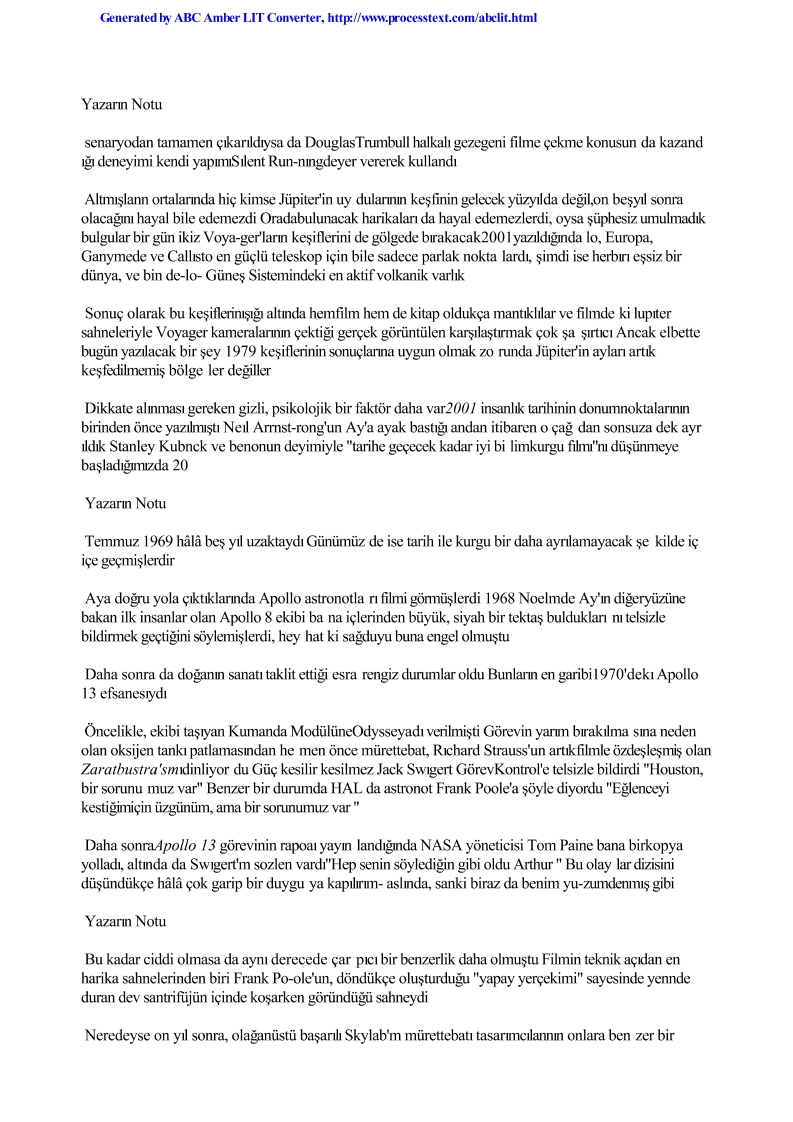 Generated by ABC Amber LIT Converter, http://www.processtext.com/abclit.html
Yazarın Notu
senaryodan tamamen çıkarıldıysa da DouglasTrumbull halkalı gezegeni filme çekme konusun da kazand
ığı deneyimi kendi yapımıSılent Run-nıngdeyer vererek kullandı
Altmışlann ortalarında hiç kimse Jüpiter'in uy dularının keşfinin gelecek yüzyılda değil,on beşyıl sonra
olacağını hayal bile edemezdi Oradabulunacak harikaları da hayal edemezlerdi, oysa şüphesiz umulmadık
bulgular bir gün ikiz Voya-ger'ların keşiflerini de gölgede bırakacak2001yazıldığında lo, Europa,
Ganymede ve Callısto en güçlü teleskop için bile sadece parlak nokta lardı, şimdi ise herbırı eşsiz bir
dünya, ve bin de-lo- Güneş Sistemindeki en aktif volkanik varlık
Sonuç olarak bu keşiflerinışığı altında hemfilm hem de kitap oldukça mantıklılar ve filmde ki lupıter
sahneleriyle Voyager kameralarının çektiği gerçek görüntülen karşılaştırmak çok şa şırtıcı Ancak elbette
bugün yazılacak bir şey 1979 keşiflerinin sonuçlarına uygun olmak zo runda Jüpiter'in ayları artık
keşfedilmemiş bölge ler değiller
Dikkate alınması gereken gizli, psikolojik bir faktör daha var2001 insanlık tarihinin donumnoktalarının
birinden önce yazılmıştı Neıl Arrnst-rong'un Ay'a ayak bastığı andan itibaren o çağ dan sonsuza dek ayr
ıldık Stanley Kubnck ve benonun deyimiyle "tarihe geçecek kadar iyi bi limkurgu filmı"nı düşünmeye
başladığımızda 20
Yazarın Notu
Temmuz 1969 hâlâ beş yıl uzaktaydı Günümüz de ise tarih ile kurgu bir daha ayrılamayacak şe kilde iç
içe geçmişlerdir
Aya doğru yola çıktıklarında Apollo astronotla rı filmi görmüşlerdi 1968 Noelmde Ay'ın diğeryüzüne
bakan ilk insanlar olan Apollo 8 ekibi ba na içlerinden büyük, siyah bir tektaş buldukları nı telsizle
bildirmek geçtiğini söylemişlerdi, hey hat ki sağduyu buna engel olmuştu
Daha sonra da doğanın sanatı taklit ettiği esra rengiz durumlar oldu Bunların en garibi1970'dekı Apollo
13 efsanesıydı
Öncelikle, ekibi taşıyan Kumanda ModülüneOdysseyadı verilmişti Görevin yarım bırakılma sına neden
olan oksijen tankı patlamasından he men önce mürettebat, Rıchard Strauss'un artıkfilmle özdeşleşmiş olan
Zaratbustra'smıdinliyor du Güç kesilir kesilmez Jack Swıgert GörevKontrol'e telsizle bildirdi "Houston,
bir sorunu muz var" Benzer bir durumda HAL da astronot Frank Poole'a şöyle diyordu "Eğlenceyi
kestiğimiçin üzgünüm, ama bir sorunumuz var "
Daha sonraApollo 13 görevinin rapoaı yayın landığında NASA yöneticisi Tom Paine bana birkopya
yolladı, altında da Swıgert'm sozlen vardı"Hep senin söylediğin gibi oldu Arthur " Bu olay lar dizisini
düşündükçe hâlâ çok garip bir duygu ya kapılırım- aslında, sanki biraz da benim yu-zumdenmış gibi
Yazarın Notu
Bu kadar ciddi olmasa da aynı derecede çar pıcı bir benzerlik daha olmuştu Filmin teknik açıdan en
harika sahnelerinden biri Frank Po-ole'un, döndükçe oluşturduğu "yapay yerçekimi" sayesinde yennde
duran dev santrifüjün içinde koşarken göründüğü sahneydi
Neredeyse on yıl sonra, olağanüstü başarılı Skylab'm mürettebatı tasarımcılannın onlara ben zer bir